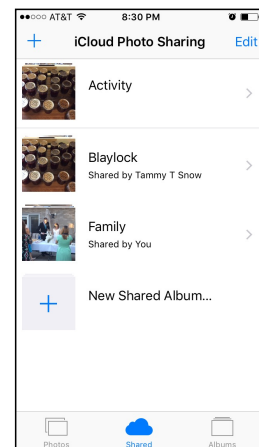 AT&T 8:30 PM
+ iCloud Photo Sharing Edit
Activity
Blaylock
Shared by Tammy T Snow
Family
Shared by You
+ New Shared Album...
Photos Shared Albums